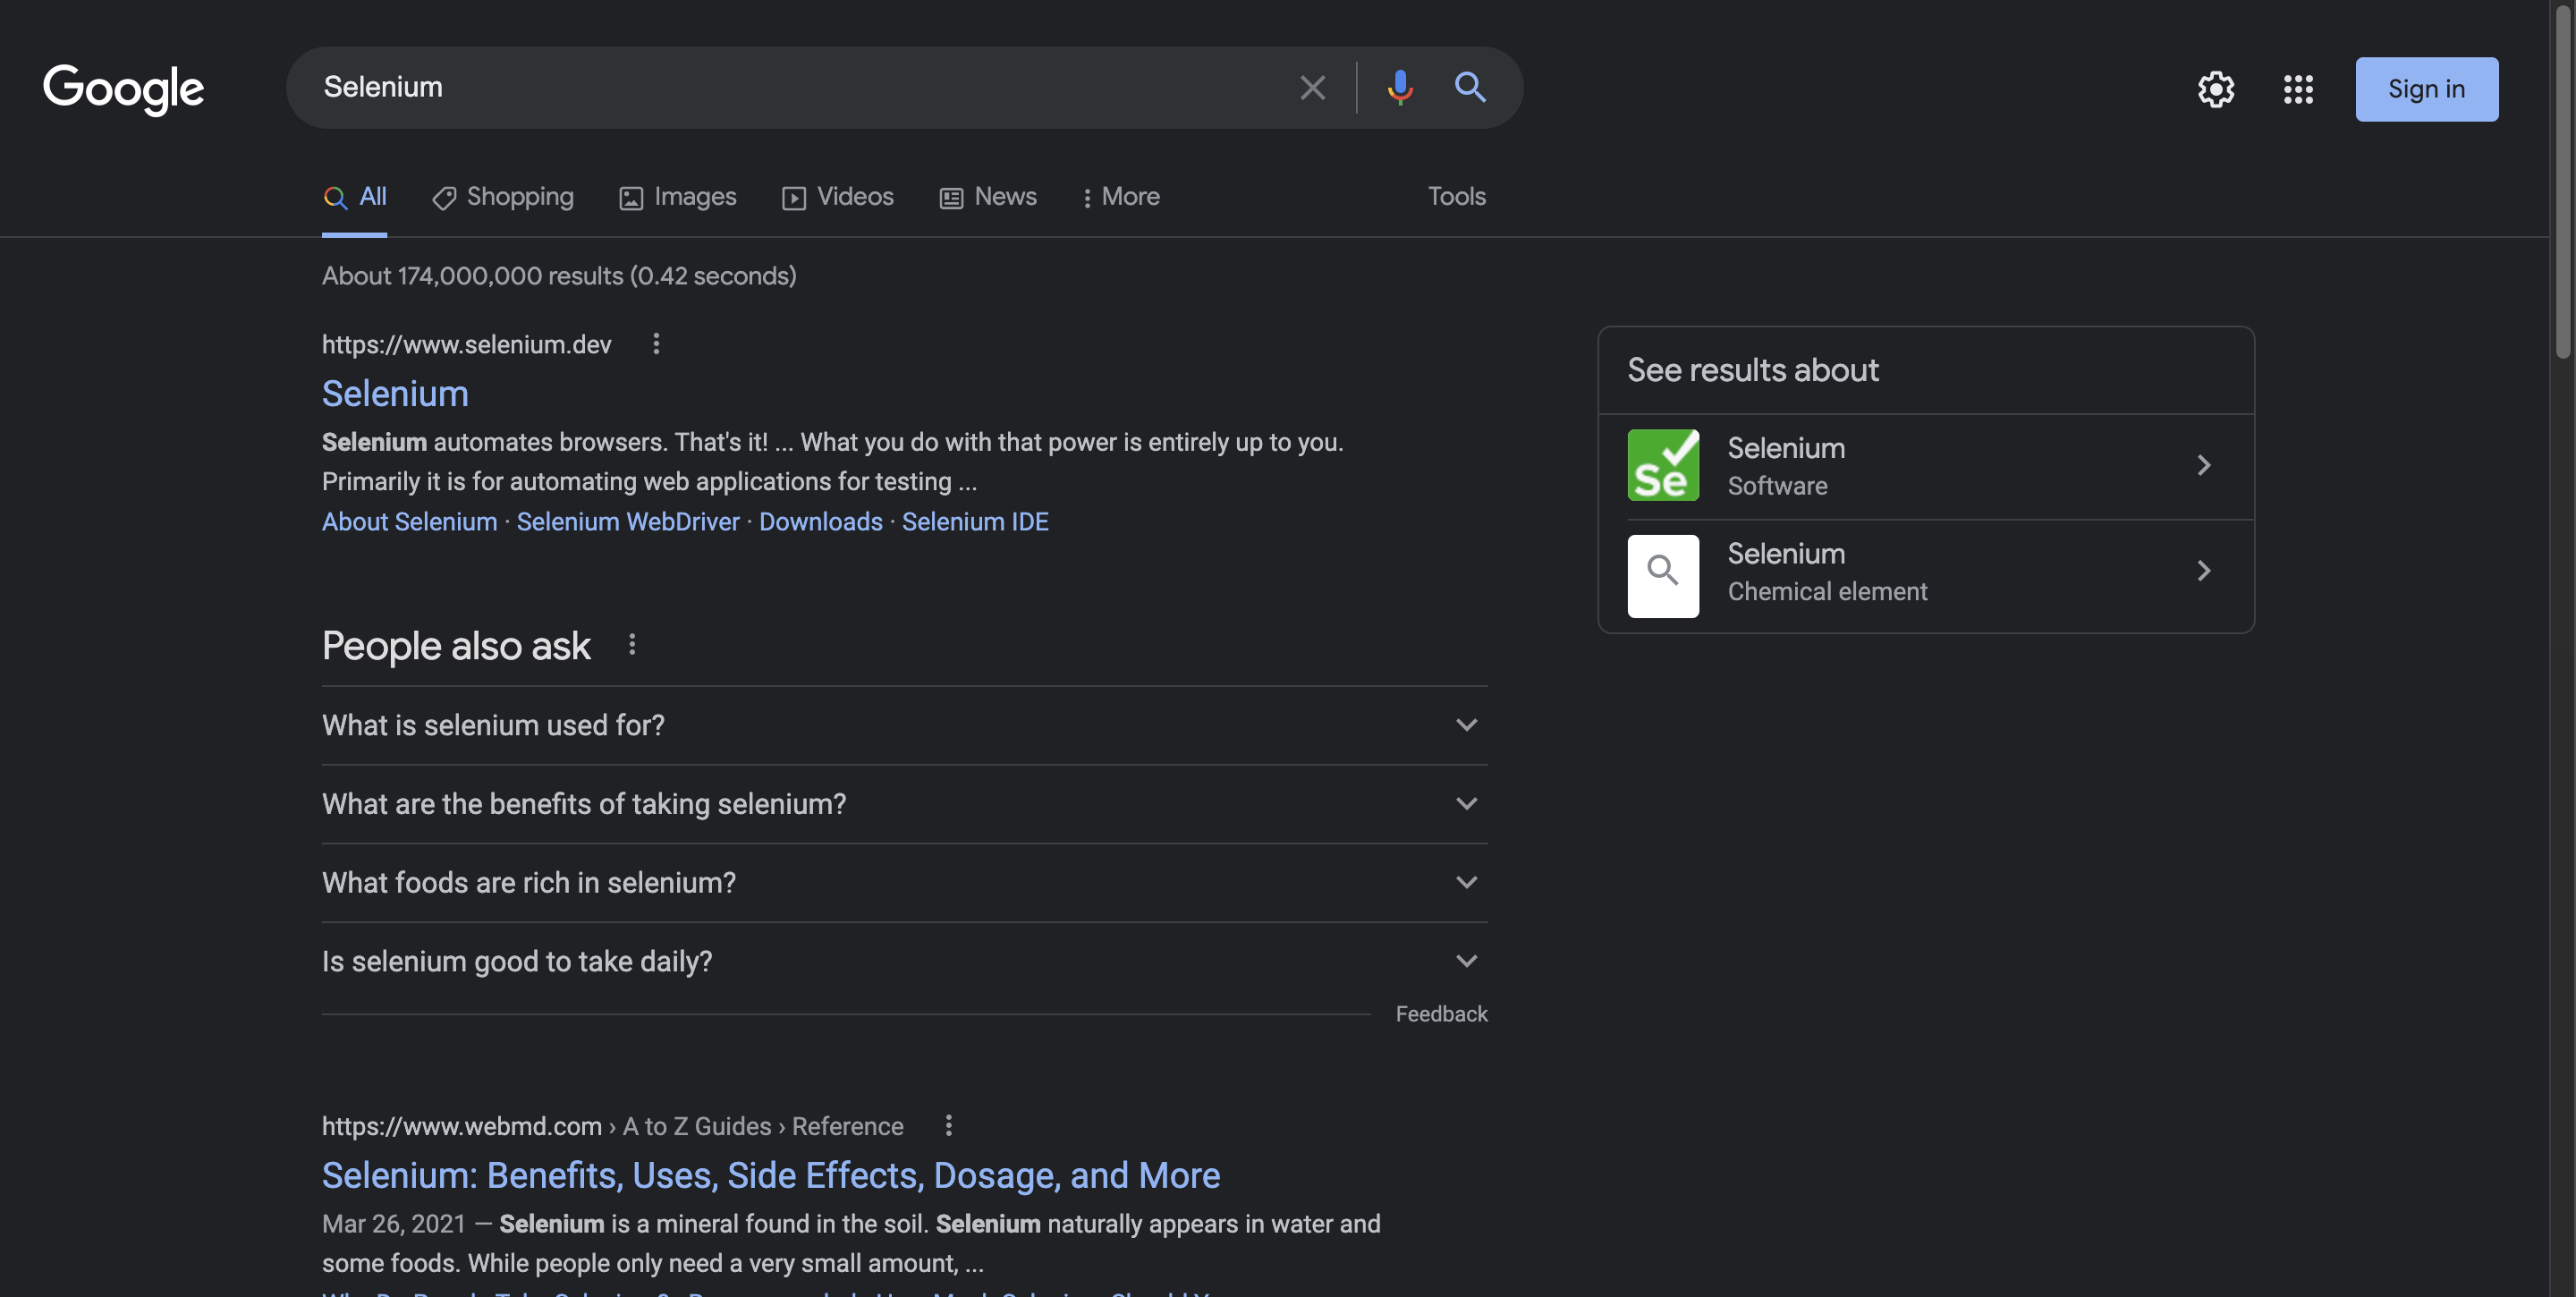 Google
Selenium
Sign in
All
Shopping
Images
Videos
News
More
Tools
About 174,000,000 results (0.42 seconds)
https://www.selenium.dev
Selenium
Selenium automates browsers. That's it! ... What you do with that power is entirely up to you.
Primarily it is for automating web applications for testing ...
About Selenium · Selenium WebDriver · Downloads · Selenium IDE
See results about
Se
Selenium
Software
Selenium
Chemical element
People also ask
What is selenium used for?
What are the benefits of taking selenium?
What foods are rich in selenium?
Is selenium good to take daily?
Feedback
https://www.webmd.com › A to Z Guides › Reference
Selenium: Benefits, Uses, Side Effects, Dosage, and More
Mar 26, 2021 — Selenium is a mineral found in the soil. Selenium naturally appears in water and
some foods. While people only need a very small amount, ...